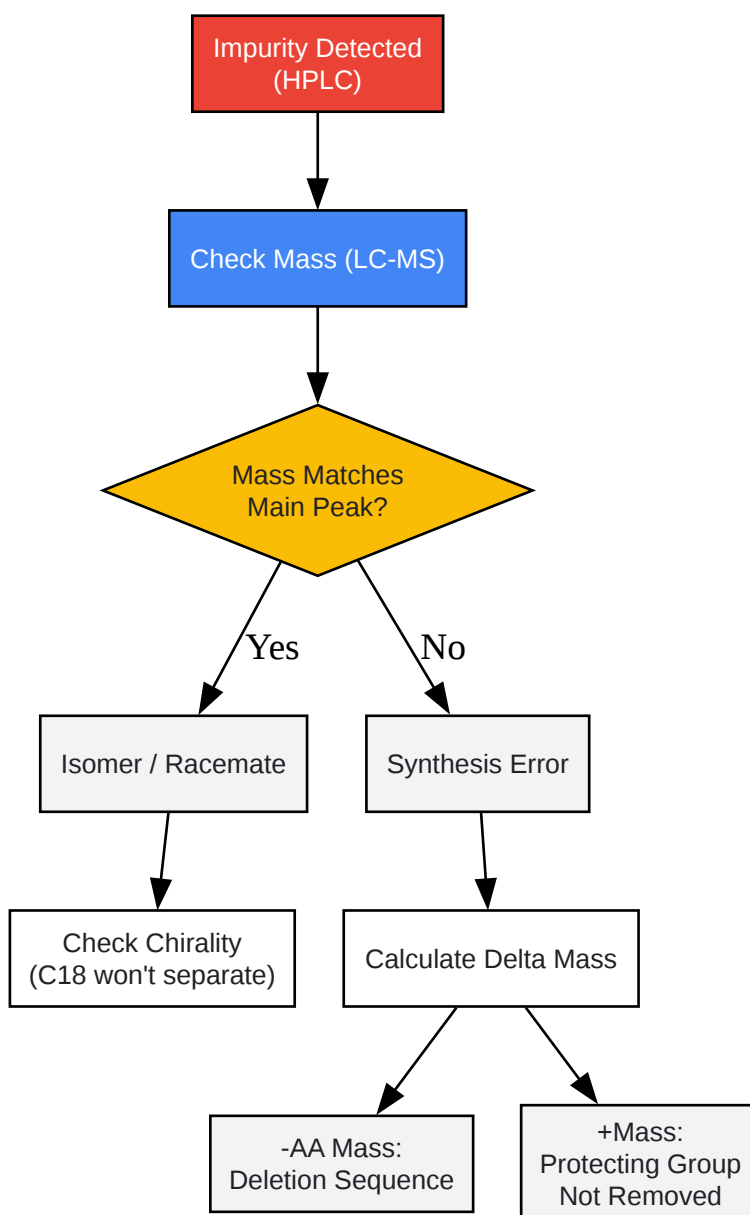 Impurity Detected
(HPLC)
Check Mass (LC-MS)
Mass Matches
Main Peak?
Yes
No
Isomer / Racemate
Synthesis Error
Check Chirality
(C18 won't separate)
Calculate Delta Mass
-AA Mass:
Deletion Sequence
+Mass:
Protecting Group
Not Removed